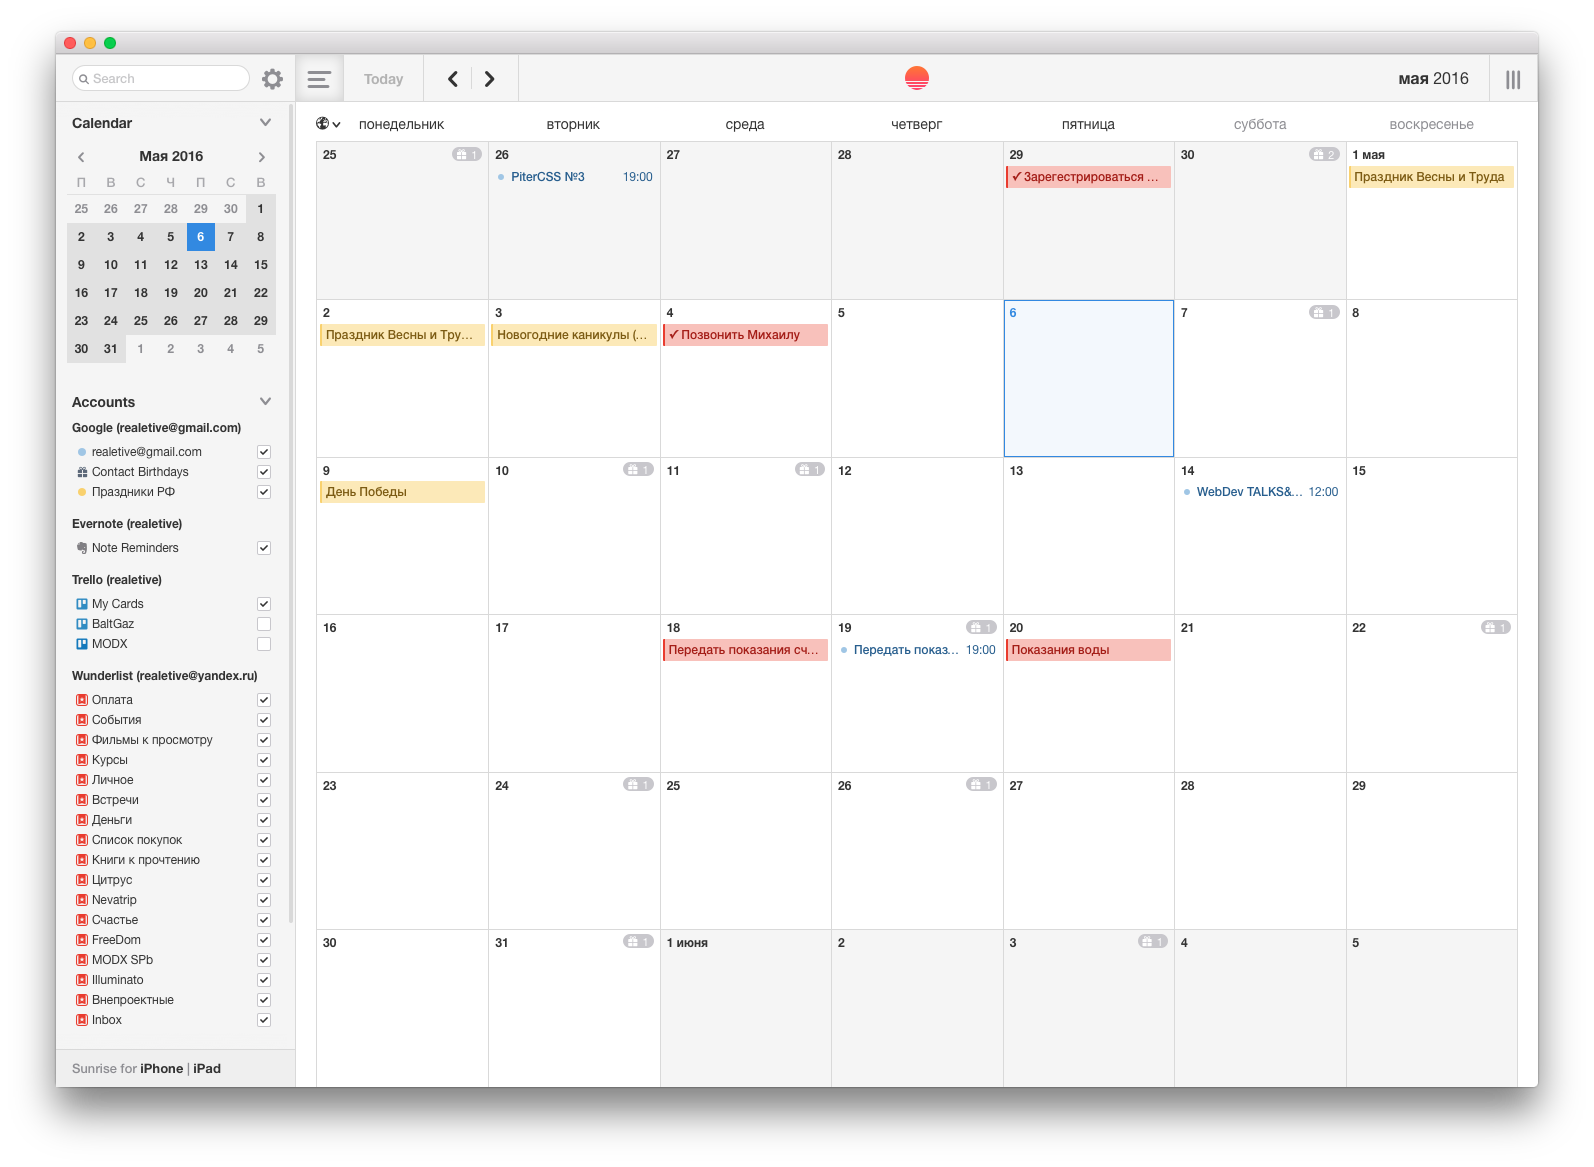 Search
Today
мая 2016
Calendar
Мая 2016
П В С Ч П С В
25 26 27 28 29 30 1
2 3 4 5 6 7 8
9 10 11 12 13 14 15
16 17 18 19 20 21 22
23 24 25 26 27 28 29
30 31 1 2 3 4 5
Accounts
Google (realetive@gmail.com)
realetive@gmail.com
Contact Birthdays
Праздники РФ
Evernote (realetive)
Note Reminders
Trello (realetive)
My Cards
BaltGaz
MODX
Wunderlist (realetive@yandex.ru)
Оплата
События
Фильмы к просмотру
Курсы
Личное
Встречи
Деньги
Список покупок
Книги к прочтению
Цитрус
Nevatrip
Счастье
FreeDom
MODX SPb
Illuminato
Внепроектные
Inbox
Sunrise for iPhone | iPad
понедельник вторник среда четверг пятница суббота воскресенье
25 1 26 27 28 29 30 2 1 мая
PiterCSS №3 19:00 ✓Зарегестрироваться ... Праздник Весны и Труда
2 3 4 5 6 7 1 8
Праздник Весны и Тру... Новогодние каникулы (... ✓Позвонить Михаилу
9 10 1 11 1 12 13 14 15
День Победы WebDev TALKS&... 12:00
16 17 18 19 1 20 21 22 1
Передать показания сч... Передать показ... 19:00 Показания воды
23 24 1 25 26 1 27 28 29
30 31 1 1 июня 2 3 1 4 5